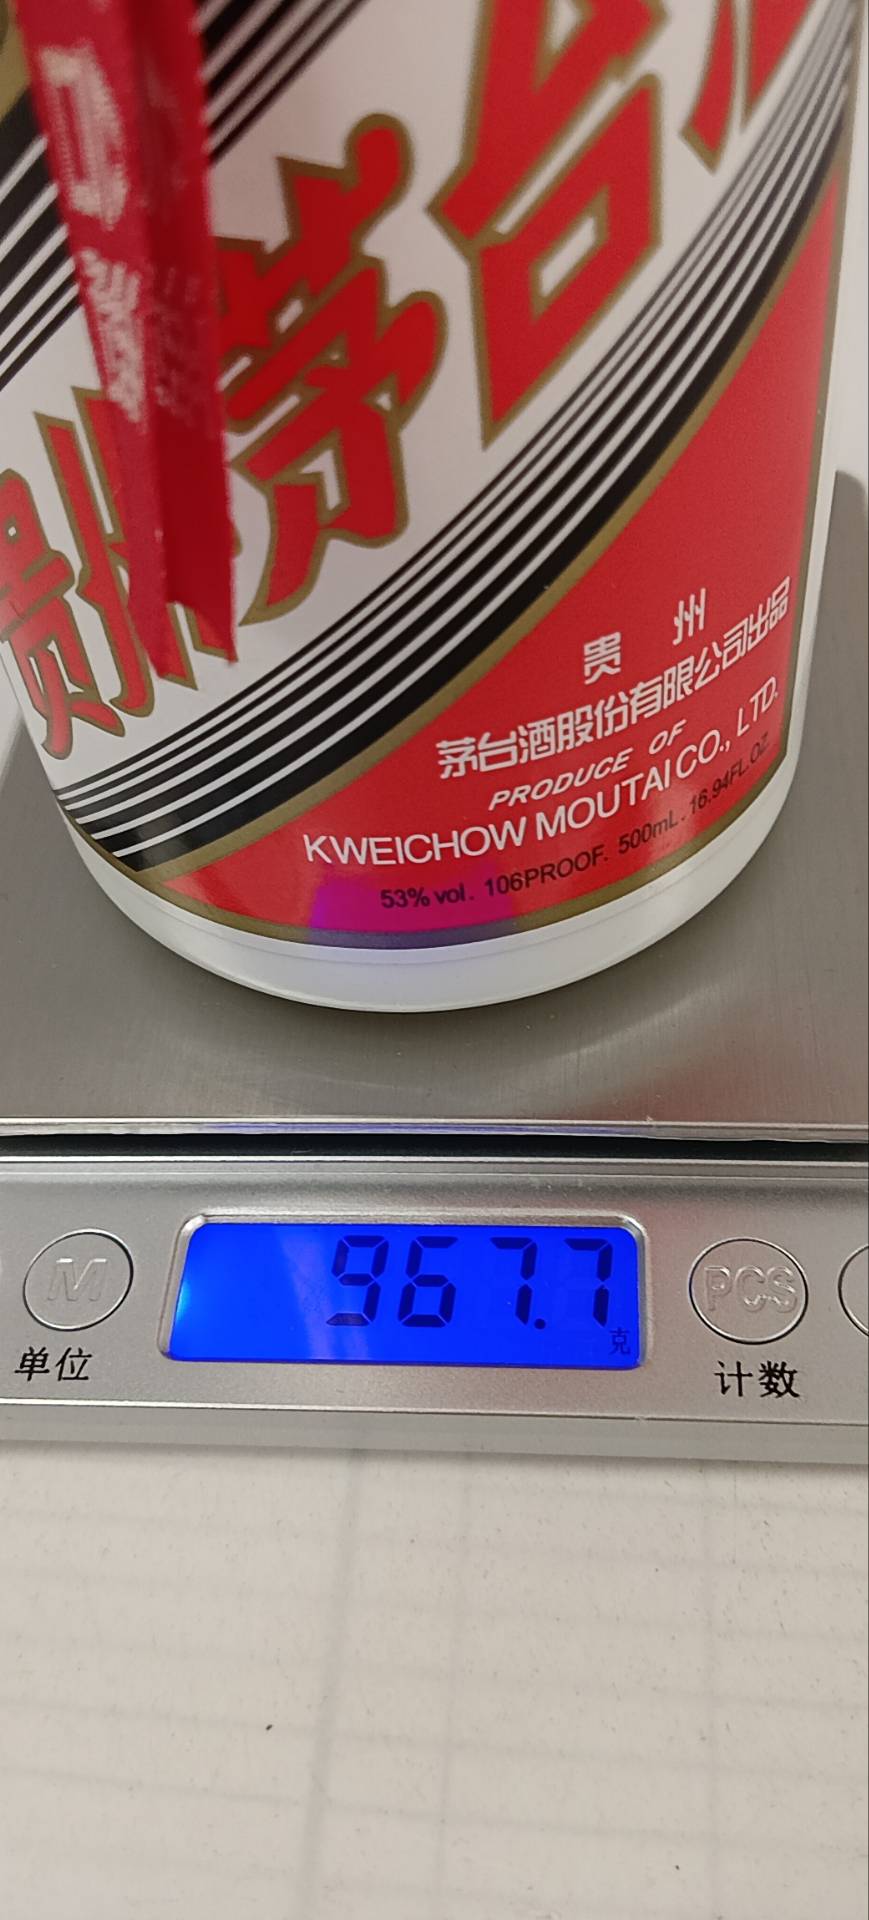 贵州茅台
贵州
茅台酒股份有限公司出品
PRODUCE OF
KWEICHOW MOUTAI CO., LTD.
53% vol. 106PROOF. 500mL. 16.94FL.OZ.
967.7
克
M
单位
PCS
计数